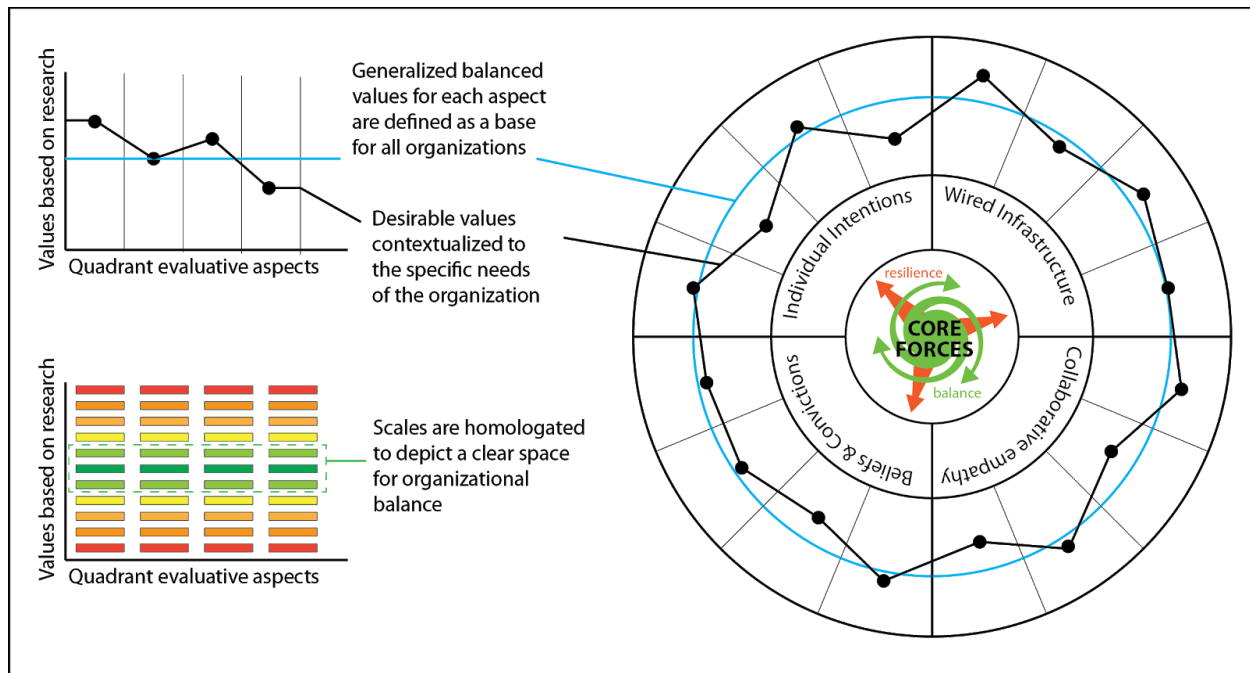 Values based on research
Quadrant evaluative aspects
Generalized balanced
values for each aspect
are defined as a base
for all organizations
Desirable values
contextualized to
the specific needs
of the organization
Values based on research
Quadrant evaluative aspects
Scales are homologated
to depict a clear space
for organizational
balance
Individual Intentions
Wired Infrastructure
resilience
CORE
FORCES
balance
Beliefs & Convictions
Collaborative empathy